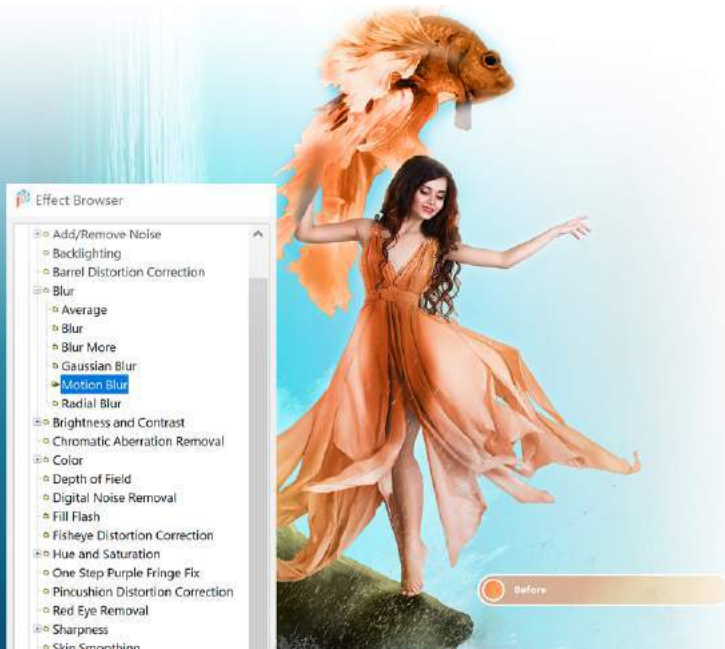 Effect Browser
Add/Remove Noise
Backlighting
Barrel Distortion Correction
Blur
Average
Blur
Blur More
Gaussian Blur
Motion Blur
Radial Blur
Brightness and Contrast
Chromatic Aberration Removal
Color
Depth of Field
Digital Noise Removal
Fill Flash
Fisheye Distortion Correction
Hue and Saturation
One Step Purple Fringe Fix
Pincushion Distortion Correction
Red Eye Removal
Sharpness
Skin Smoothing
Before